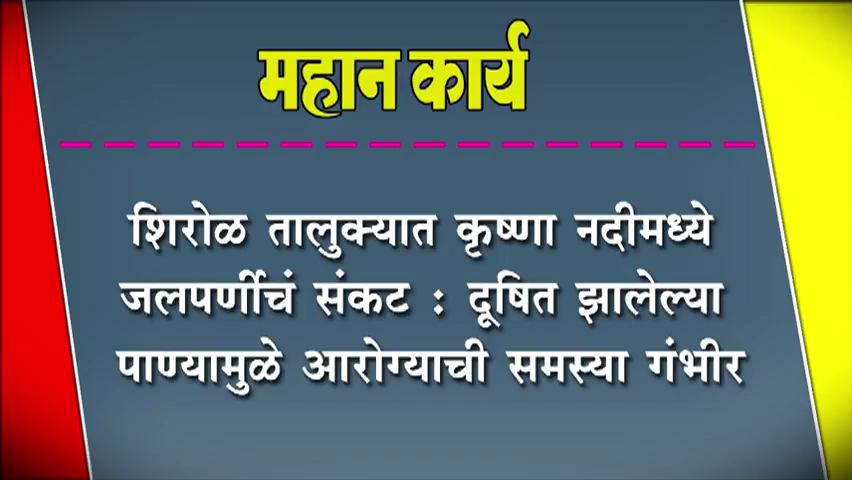 महान कार्य
शिरोळ तालुक्यात कृष्णा नदीमध्ये
जलपर्णीचं संकट : दूषित झालेल्या
पाण्यामुळे आरोग्याची समस्या गंभीर